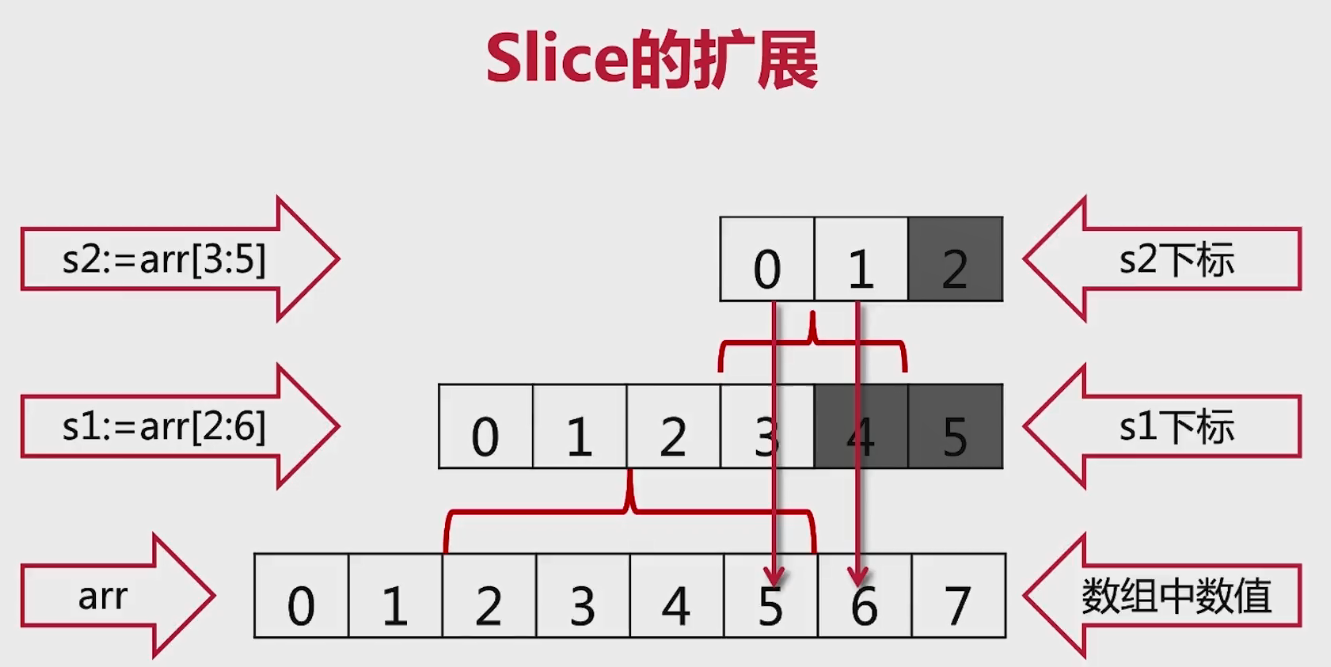 Slice的扩展
s2:=arr[3:5]
0 1 2
s2下标
s1:=arr[2:6]
0 1 2 3 4 5
s1下标
arr
0 1 2 3 4 5 6 7
数组中数值